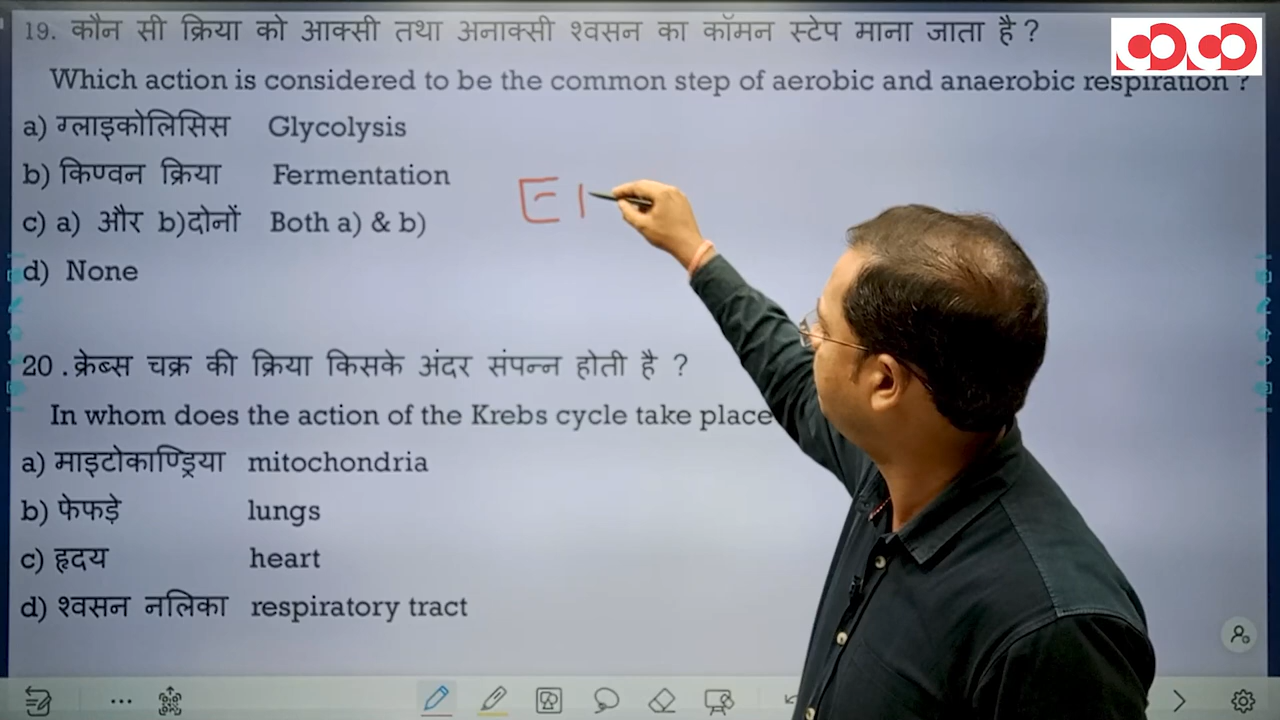 19. कौन सी क्रिया को आक्सी तथा अनाक्सी श्वसन का कॉमन स्टेप माना जाता है ?
Which action is considered to be the common step of aerobic and anaerobic respiration ?
a) ग्लाइकोलिसिस Glycolysis
b) किण्वन क्रिया Fermentation
c) a) और b)दोनों Both a) & b)
d) None
E
20 . क्रेब्स चक्र की क्रिया किसके अंदर संपन्न होती है ?
In whom does the action of the Krebs cycle take place
a) माइटोकाण्ड्रिया mitochondria
b) फेफड़े lungs
c) हृदय heart
d) श्वसन नलिका respiratory tract